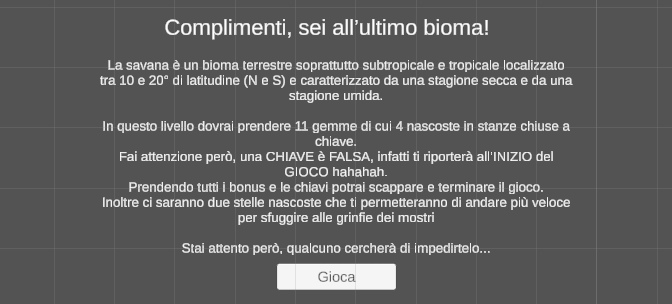 Complimenti, sei all'ultimo bioma!
La savana è un bioma terrestre soprattutto subtropicale e tropicale localizzato
tra 10 e 20° di latitudine (N e S) e caratterizzato da una stagione secca e da una
stagione umida.
In questo livello dovrai prendere 11 gemme di cui 4 nascoste in stanze chiuse a
chiave.
Fai attenzione però, una CHIAVE è FALSA, infatti ti riporterà all'INIZIO del
GIOCO hahahah.
Prendendo tutti i bonus e le chiavi potrai scappare e terminare il gioco.
Inoltre ci saranno due stelle nascoste che ti permetteranno di andare più veloce
per sfuggire alle grinfie dei mostri
Stai attento però, qualcuno cercherà di impedirtelo...
Gioca